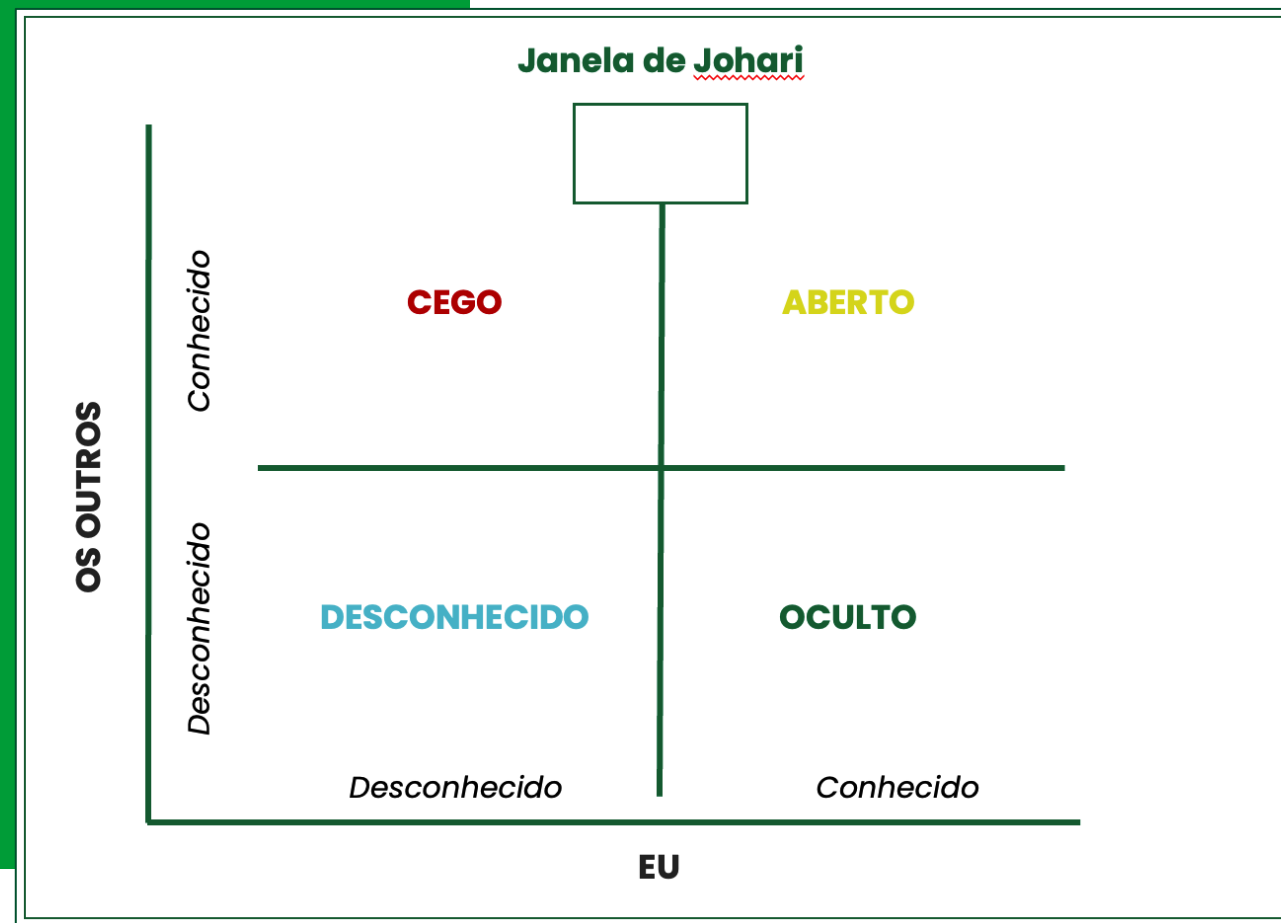 Janela de Johari
Conhecido
CEGO
ABERTO
OS OUTROS
Desconhecido
DESCONHECIDO
OCULTO
Desconhecido
Conhecido
EU